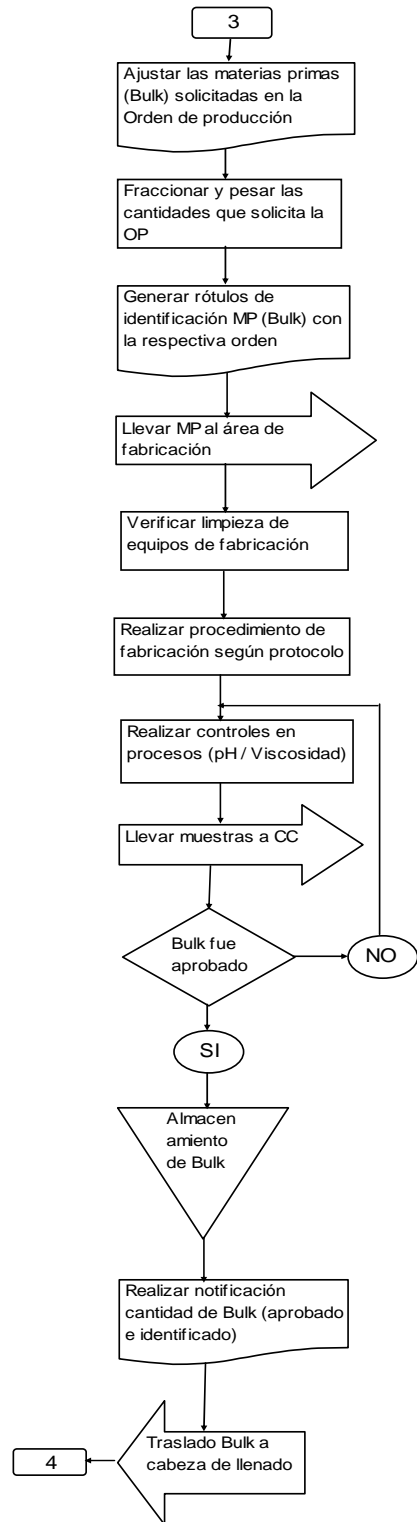 3
Ajustar las materias primas
(Bulk) solicitadas en la
Orden de producción
Fraccionar y pesar las
cantidades que solicita la
OP
Generar rótulos de
identificación MP (Bulk) con
la respectiva orden
Llevar MP al área de
fabricación
Verificar limpieza de
equipos de fabricación
Realizar procedimiento de
fabricación según protocolo
Realizar controles en
procesos (pH / Viscosidad)
Llevar muestras a CC
Bulk fue
aprobado
NO
SI
Almacen
amiento
de Bulk
Realizar notificación
cantidad de Bulk (aprobado
e identificado)
Traslado Bulk a
cabeza de llenado
4